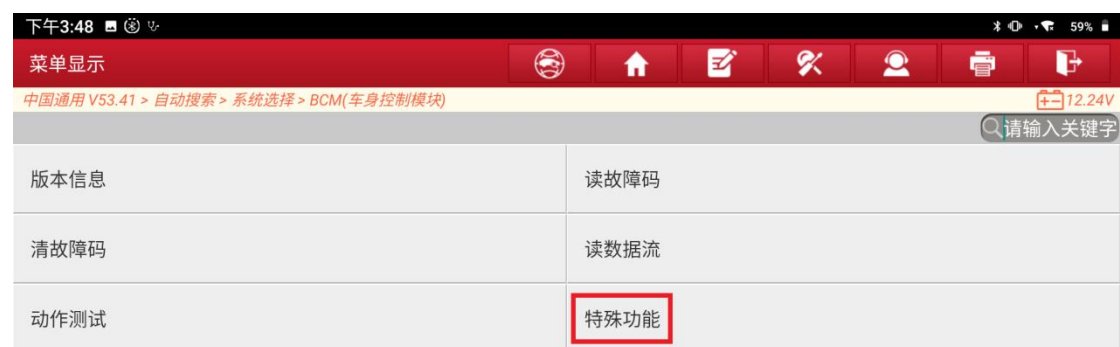 下午3:48 59%
菜单显示
中国通用 V53.41 > 自动搜索 > 系统选择 > BCM(车身控制模块) 12.24V
请输入关键字
版本信息 读故障码
清故障码 读数据流
动作测试 特殊功能